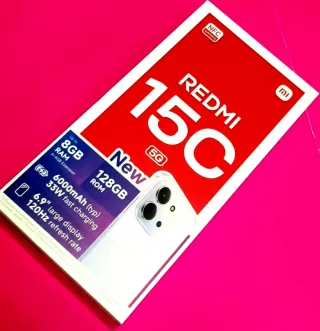 NFC
mi
REDMI
15C
5G
New
8GB
RAM
128GB
ROM
6000mAh (typ)
33W fast charging
6.9" large display
120Hz refresh rate